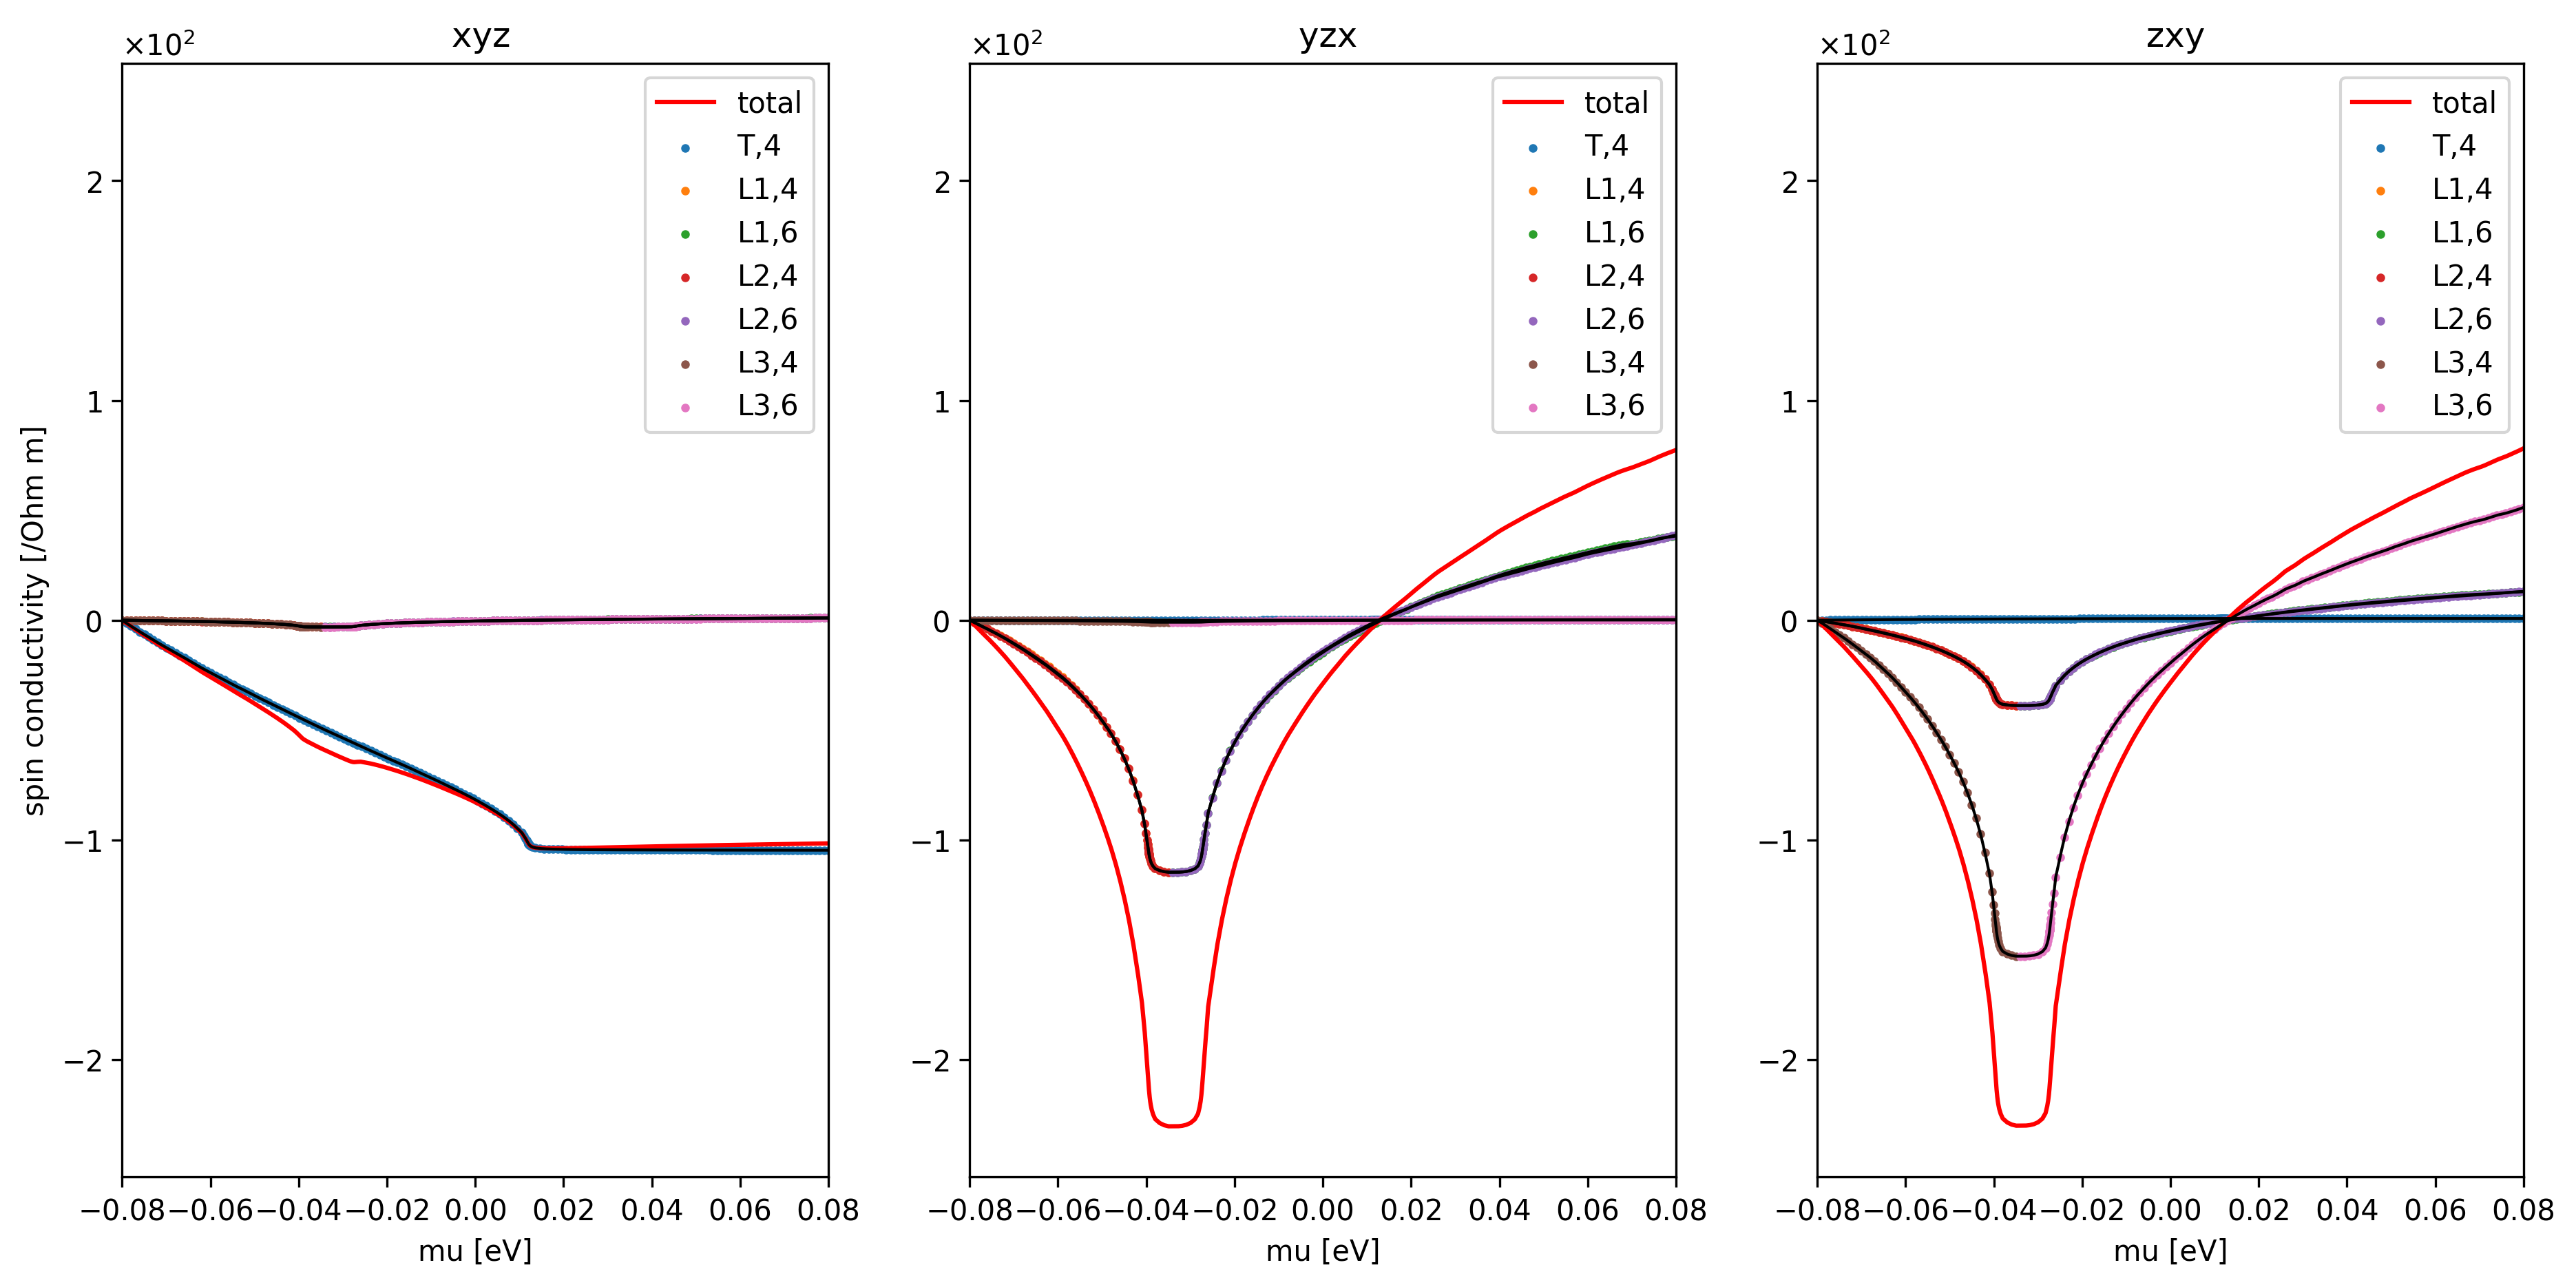 ×10²
xyz
total
T,4
L1,4
L1,6
L2,4
L2,6
L3,4
L3,6
2
1
0
−1
−2
spin conductivity [/Ohm m]
−0.08
−0.06
−0.04
−0.02
0.00
0.02
0.04
0.06
0.08
mu [eV]
×10²
yzx
total
T,4
L1,4
L1,6
L2,4
L2,6
L3,4
L3,6
2
1
0
−1
−2
−0.08
−0.06
−0.04
−0.02
0.00
0.02
0.04
0.06
0.08
mu [eV]
×10²
zxy
total
T,4
L1,4
L1,6
L2,4
L2,6
L3,4
L3,6
2
1
0
−1
−2
−0.08
−0.06
−0.04
−0.02
0.00
0.02
0.04
0.06
0.08
mu [eV]